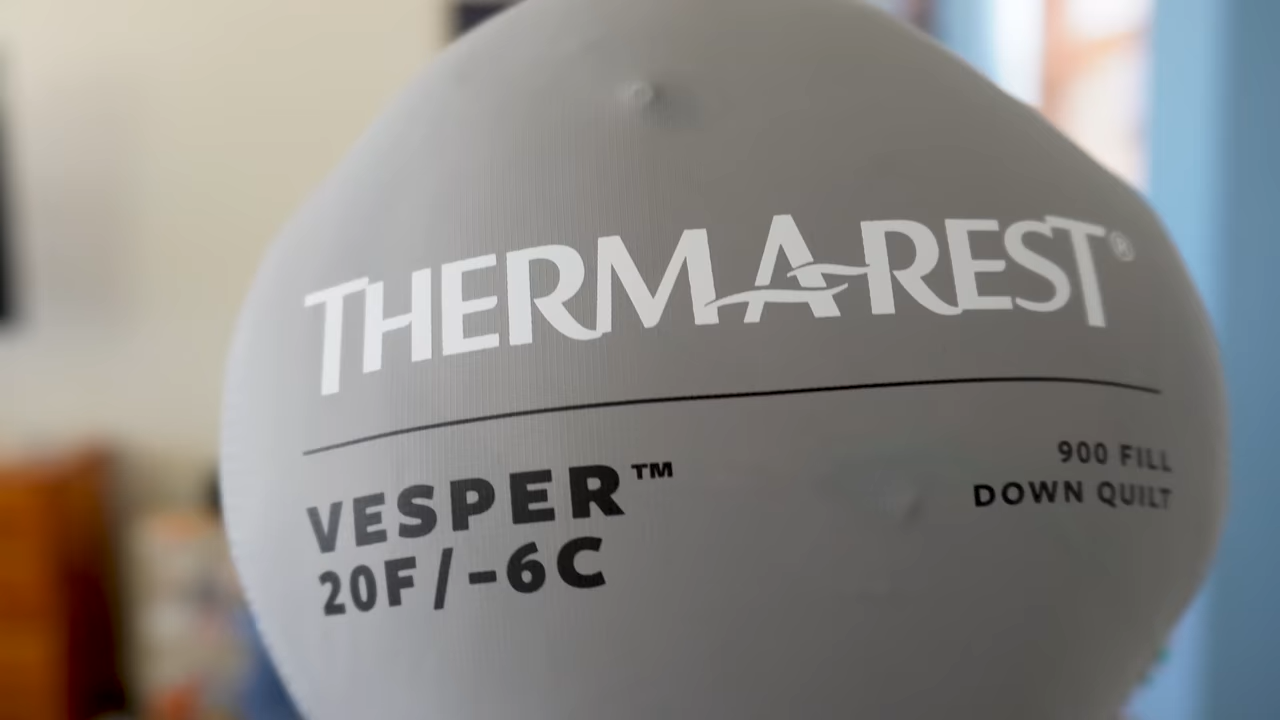 THERMAREST®
VESPER™
20F/-6C
900 FILL
DOWN QUILT